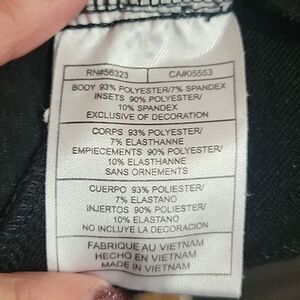 RN#56323 CA#05553
BODY 93% POLYESTER/7% SPANDEX
INSETS 90% POLYESTER/
10% SPANDEX
EXCLUSIVE OF DECORATION
CORPS 93% POLYESTER/
7% ELASTHANNE
EMPIECEMENTS 90% POLYESTER/
10% ELASTHANNE
SANS ORNEMENTS
CUERPO 93% POLIESTER/
7% ELASTANO
INJERTOS 90% POLIESTER/
10% ELASTANO
NO INCLUYE LA DECORACION
FABRIQUE AU VIETNAM
HECHO EN VIETNAM
MADE IN VIETNAM